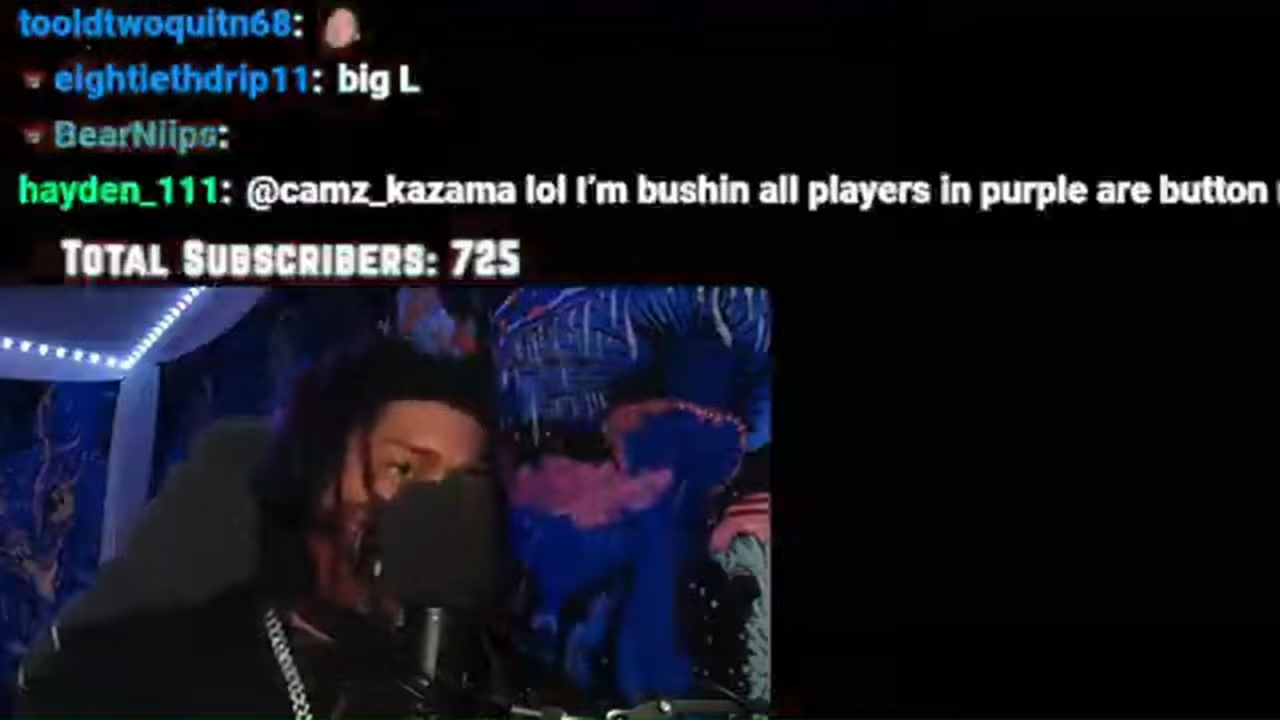 tooldtwoquitn68:
eightiethdrip11: big L
BearNiips:
hayden_111: @camz_kazama lol I'm bushin all players in purple are button
TOTAL SUBSCRIBERS: 725